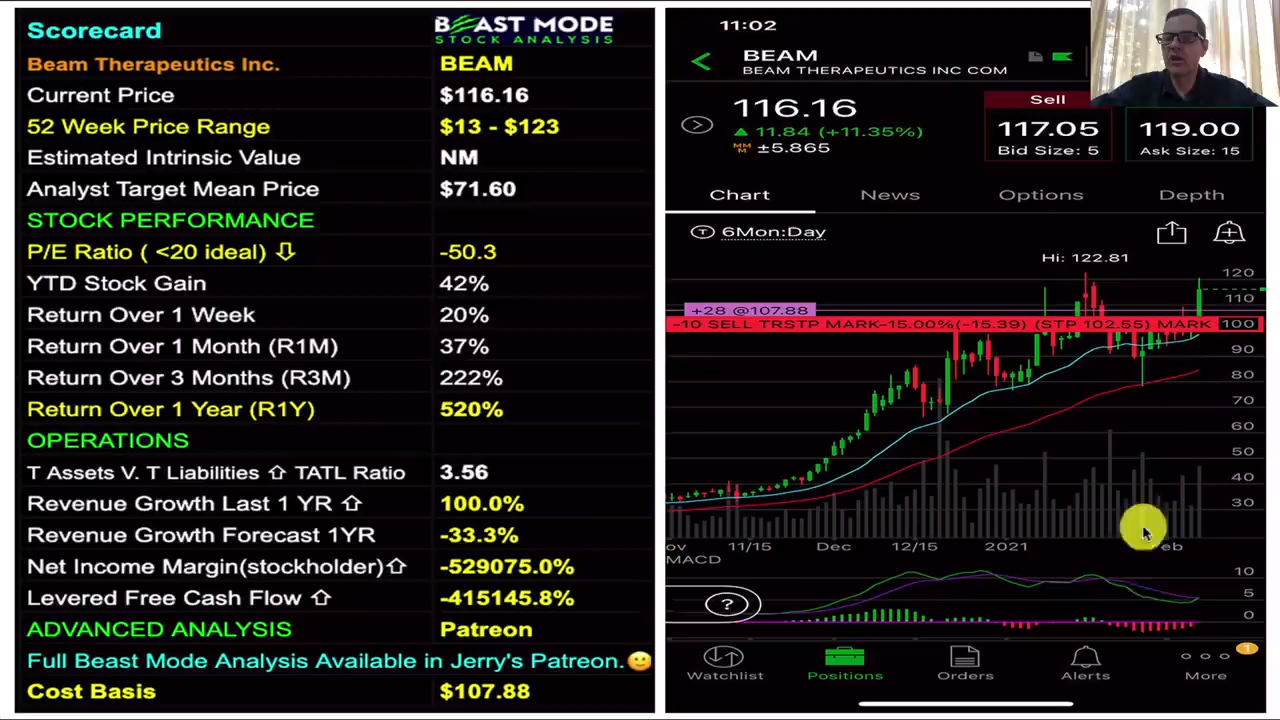 Scorecard
BEAST MODE
STOCK ANALYSIS
Beam Therapeutics Inc. BEAM
Current Price $116.16
52 Week Price Range $13 - $123
Estimated Intrinsic Value NM
Analyst Target Mean Price $71.60
STOCK PERFORMANCE
P/E Ratio ( <20 ideal) ⇩ -50.3
YTD Stock Gain 42%
Return Over 1 Week 20%
Return Over 1 Month (R1M) 37%
Return Over 3 Months (R3M) 222%
Return Over 1 Year (R1Y) 520%
OPERATIONS
T Assets V. T Liabilities ⇧ TATL Ratio 3.56
Revenue Growth Last 1 YR ⇧ 100.0%
Revenue Growth Forecast 1YR -33.3%
Net Income Margin(stockholder)⇧ -529075.0%
Levered Free Cash Flow ⇧ -415145.8%
ADVANCED ANALYSIS Patreon
Full Beast Mode Analysis Available in Jerry's Patreon.
Cost Basis $107.88
11:02
BEAM
BEAM THERAPEUTICS INC COM
116.16
11.84 (+11.35%)
MMM ±5.865
Sell
117.05
Bid Size: 5
119.00
Ask Size: 15
Chart News Options Depth
T 6Mon:Day
Hi: 122.81
120
110
+28 @107.88
-10 SELL TRSTP MARK-15.00%(-15.39) (STP 102.55) MARK 100
90
80
70
60
50
40
30
ov 11/15 Dec 12/15 2021 Feb
MACD
10
5
0
?
1
Watchlist Positions Orders Alerts More